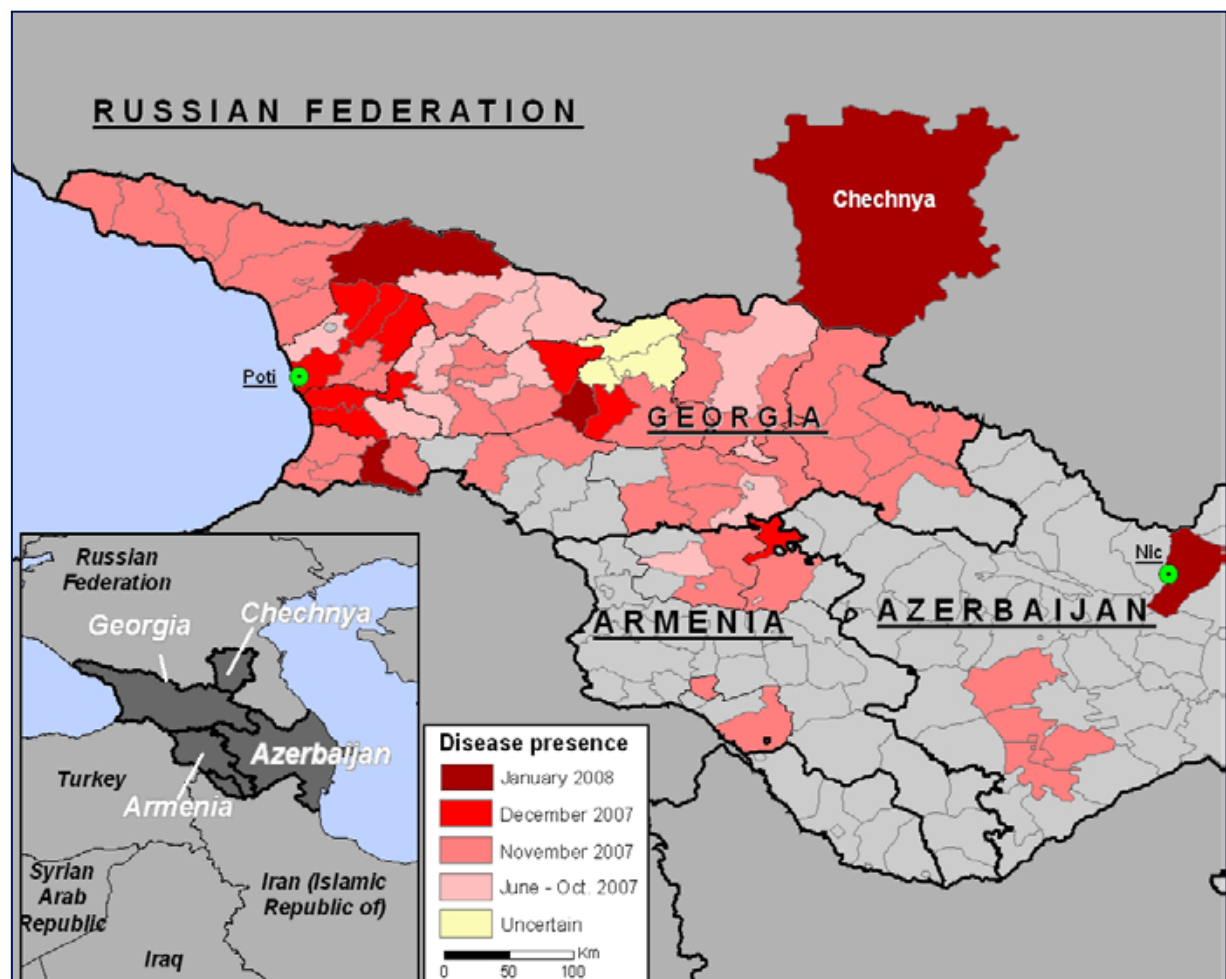 RUSSIAN FEDERATION
Chechnya
Poti
GEORGIA
Nic
ARMENIA
AZERBAIJAN
Russian
Federation
Chechnya
Georgia
Azerbaijan
Turkey
Armenia
Syrian
Arab
Republic
Iran (Islamic
Republic of)
Iraq
Disease presence
January 2008
December 2007
November 2007
June - Oct. 2007
Uncertain
Km
0 50 100